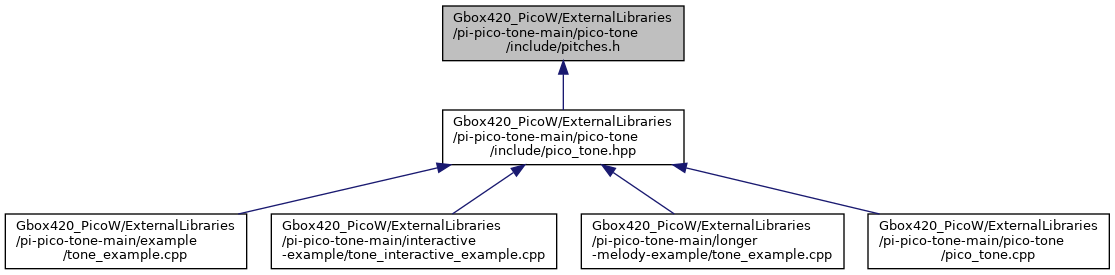 Gbox420_PicoW/ExternalLibraries
/pi-pico-tone-main/pico-tone
/include/pitches.h
Gbox420_PicoW/ExternalLibraries
/pi-pico-tone-main/pico-tone
/include/pico_tone.hpp
Gbox420_PicoW/ExternalLibraries
/pi-pico-tone-main/example
/tone_example.cpp
Gbox420_PicoW/ExternalLibraries
/pi-pico-tone-main/interactive
-example/tone_interactive_example.cpp
Gbox420_PicoW/ExternalLibraries
/pi-pico-tone-main/longer
-melody-example/tone_example.cpp
Gbox420_PicoW/ExternalLibraries
/pi-pico-tone-main/pico-tone
/pico_tone.cpp